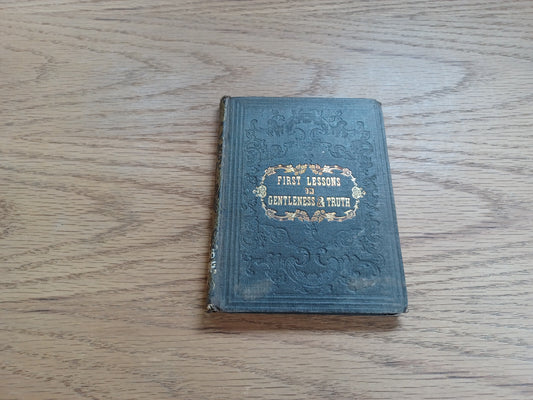 FIRST LESSONS
ON
GENTLENESS & TRUTH